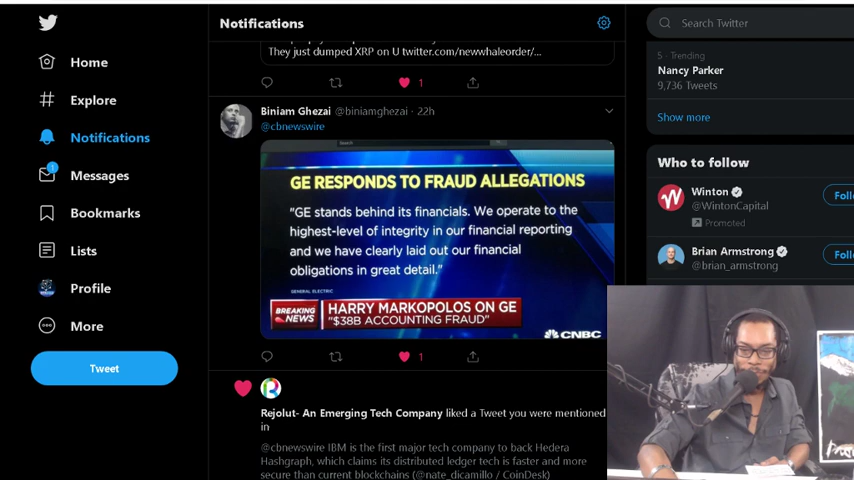 Notifications
Search Twitter
They just dumped XRP on U twitter.com/newwhaleorder/...
1
5 · Trending
Nancy Parker
9,736 Tweets
Show more
Home
Explore
Notifications
1
Messages
Bookmarks
Lists
Profile
More
Tweet
Biniam Ghezai @biniamghezai · 22h
@cbnewswire
Search
GE RESPONDS TO FRAUD ALLEGATIONS
"GE stands behind its financials. We operate to the
highest-level of integrity in our financial reporting
and we have clearly laid out our financial
obligations in great detail."
GENERAL ELECTRIC
BREAKING
NEWS
HARRY MARKOPOLOS ON GE
"$38B ACCOUNTING FRAUD"
CNBC
1
Who to follow
Winton
@WintonCapital
Promoted
Follo
Brian Armstrong
@brian_armstrong
Follo
Rejolut- An Emerging Tech Company liked a Tweet you were mentioned
in
@cbnewswire IBM is the first major tech company to back Hedera
Hashgraph, which claims its distributed ledger tech is faster and more
secure than current blockchains (@nate_dicamillo / CoinDesk)